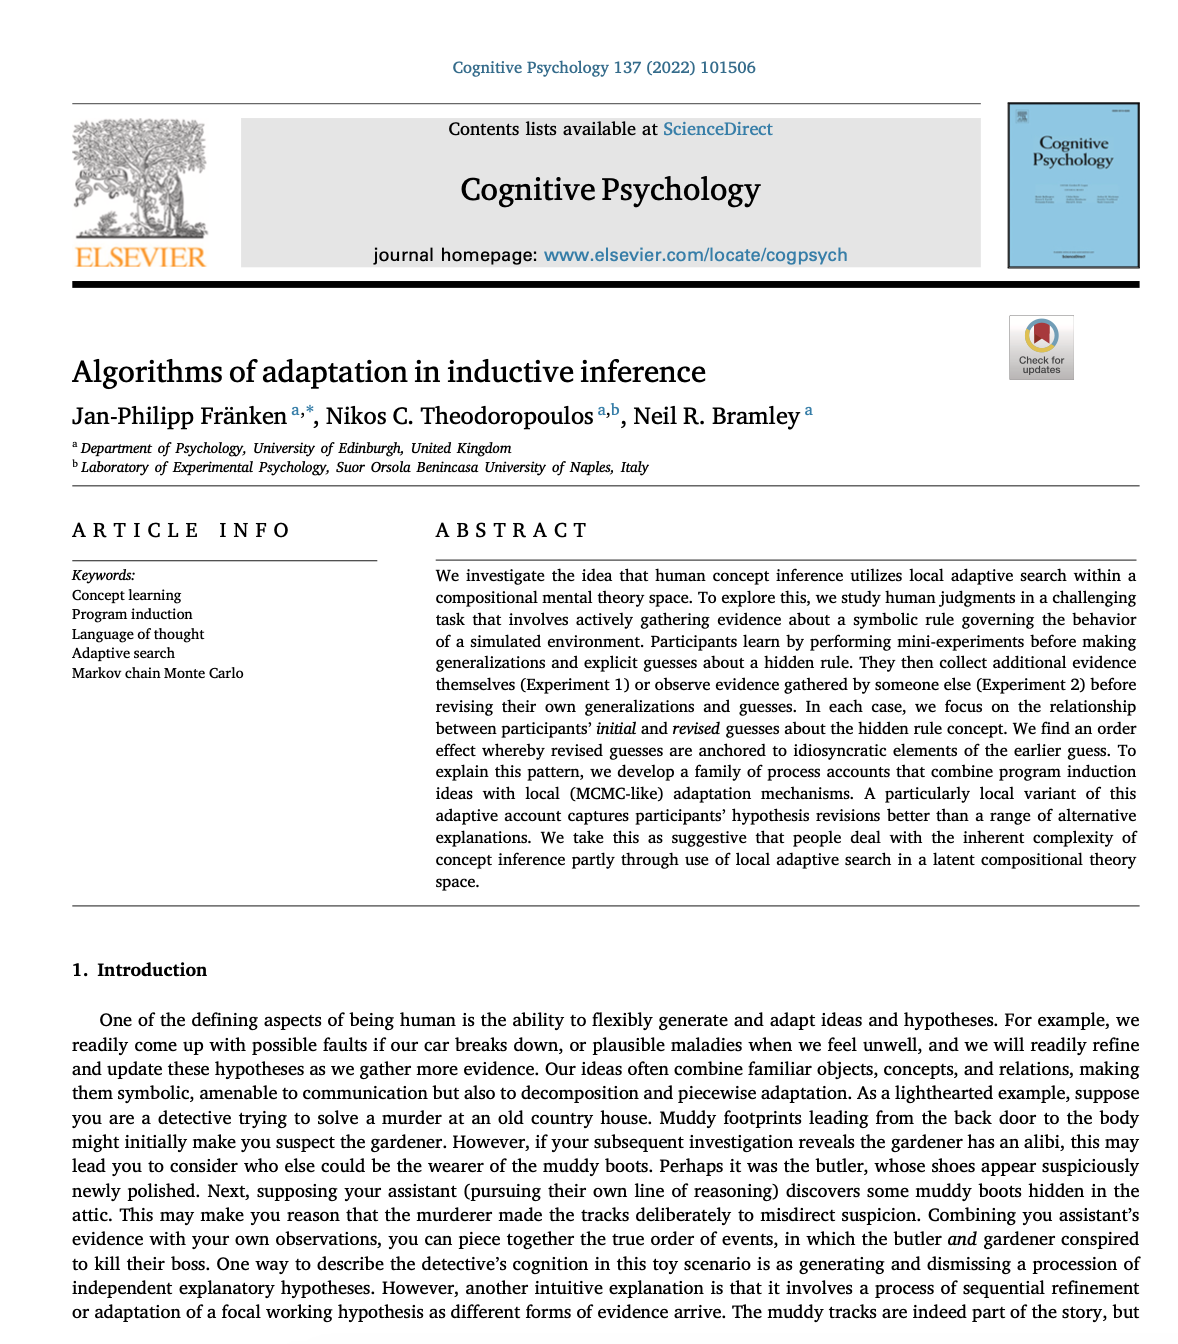 Cognitive Psychology 137 (2022) 101506
Contents lists available at ScienceDirect
Cognitive Psychology
journal homepage: www.elsevier.com/locate/cogpsych
ELSEVIER
Cognitive
Psychology
ScienceDirect
Check for
updates
Algorithms of adaptation in inductive inference
Jan-Philipp Fränken a,*, Nikos C. Theodoropoulos a,b, Neil R. Bramley a
a Department of Psychology, University of Edinburgh, United Kingdom
b Laboratory of Experimental Psychology, Suor Orsola Benincasa University of Naples, Italy
ARTICLE INFO
Keywords:
Concept learning
Program induction
Language of thought
Adaptive search
Markov chain Monte Carlo
ABSTRACT
We investigate the idea that human concept inference utilizes local adaptive search within a
compositional mental theory space. To explore this, we study human judgments in a challenging
task that involves actively gathering evidence about a symbolic rule governing the behavior
of a simulated environment. Participants learn by performing mini-experiments before making
generalizations and explicit guesses about a hidden rule. They then collect additional evidence
themselves (Experiment 1) or observe evidence gathered by someone else (Experiment 2) before
revising their own generalizations and guesses. In each case, we focus on the relationship
between participants' initial and revised guesses about the hidden rule concept. We find an order
effect whereby revised guesses are anchored to idiosyncratic elements of the earlier guess. To
explain this pattern, we develop a family of process accounts that combine program induction
ideas with local (MCMC-like) adaptation mechanisms. A particularly local variant of this
adaptive account captures participants' hypothesis revisions better than a range of alternative
explanations. We take this as suggestive that people deal with the inherent complexity of
concept inference partly through use of local adaptive search in a latent compositional theory
space.
1. Introduction
One of the defining aspects of being human is the ability to flexibly generate and adapt ideas and hypotheses. For example, we
readily come up with possible faults if our car breaks down, or plausible maladies when we feel unwell, and we will readily refine
and update these hypotheses as we gather more evidence. Our ideas often combine familiar objects, concepts, and relations, making
them symbolic, amenable to communication but also to decomposition and piecewise adaptation. As a lighthearted example, suppose
you are a detective trying to solve a murder at an old country house. Muddy footprints leading from the back door to the body
might initially make you suspect the gardener. However, if your subsequent investigation reveals the gardener has an alibi, this may
lead you to consider who else could be the wearer of the muddy boots. Perhaps it was the butler, whose shoes appear suspiciously
newly polished. Next, supposing your assistant (pursuing their own line of reasoning) discovers some muddy boots hidden in the
attic. This may make you reason that the murderer made the tracks deliberately to misdirect suspicion. Combining you assistant's
evidence with your own observations, you can piece together the true order of events, in which the butler and gardener conspired
to kill their boss. One way to describe the detective's cognition in this toy scenario is as generating and dismissing a procession of
independent explanatory hypotheses. However, another intuitive explanation is that it involves a process of sequential refinement
or adaptation of a focal working hypothesis as different forms of evidence arrive. The muddy tracks are indeed part of the story, but